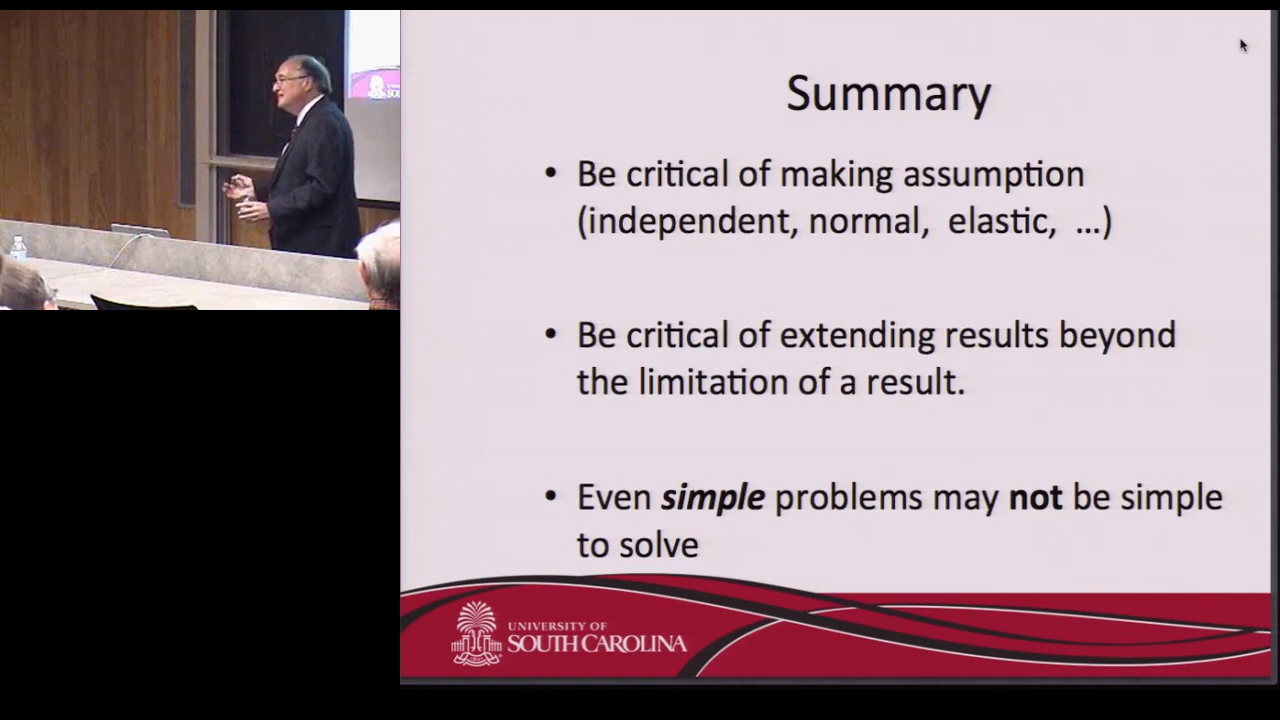 Summary
• Be critical of making assumption
(independent, normal, elastic, ...)
• Be critical of extending results beyond
the limitation of a result.
• Even simple problems may not be simple
to solve
UNIVERSITY OF
SOUTH CAROLINA